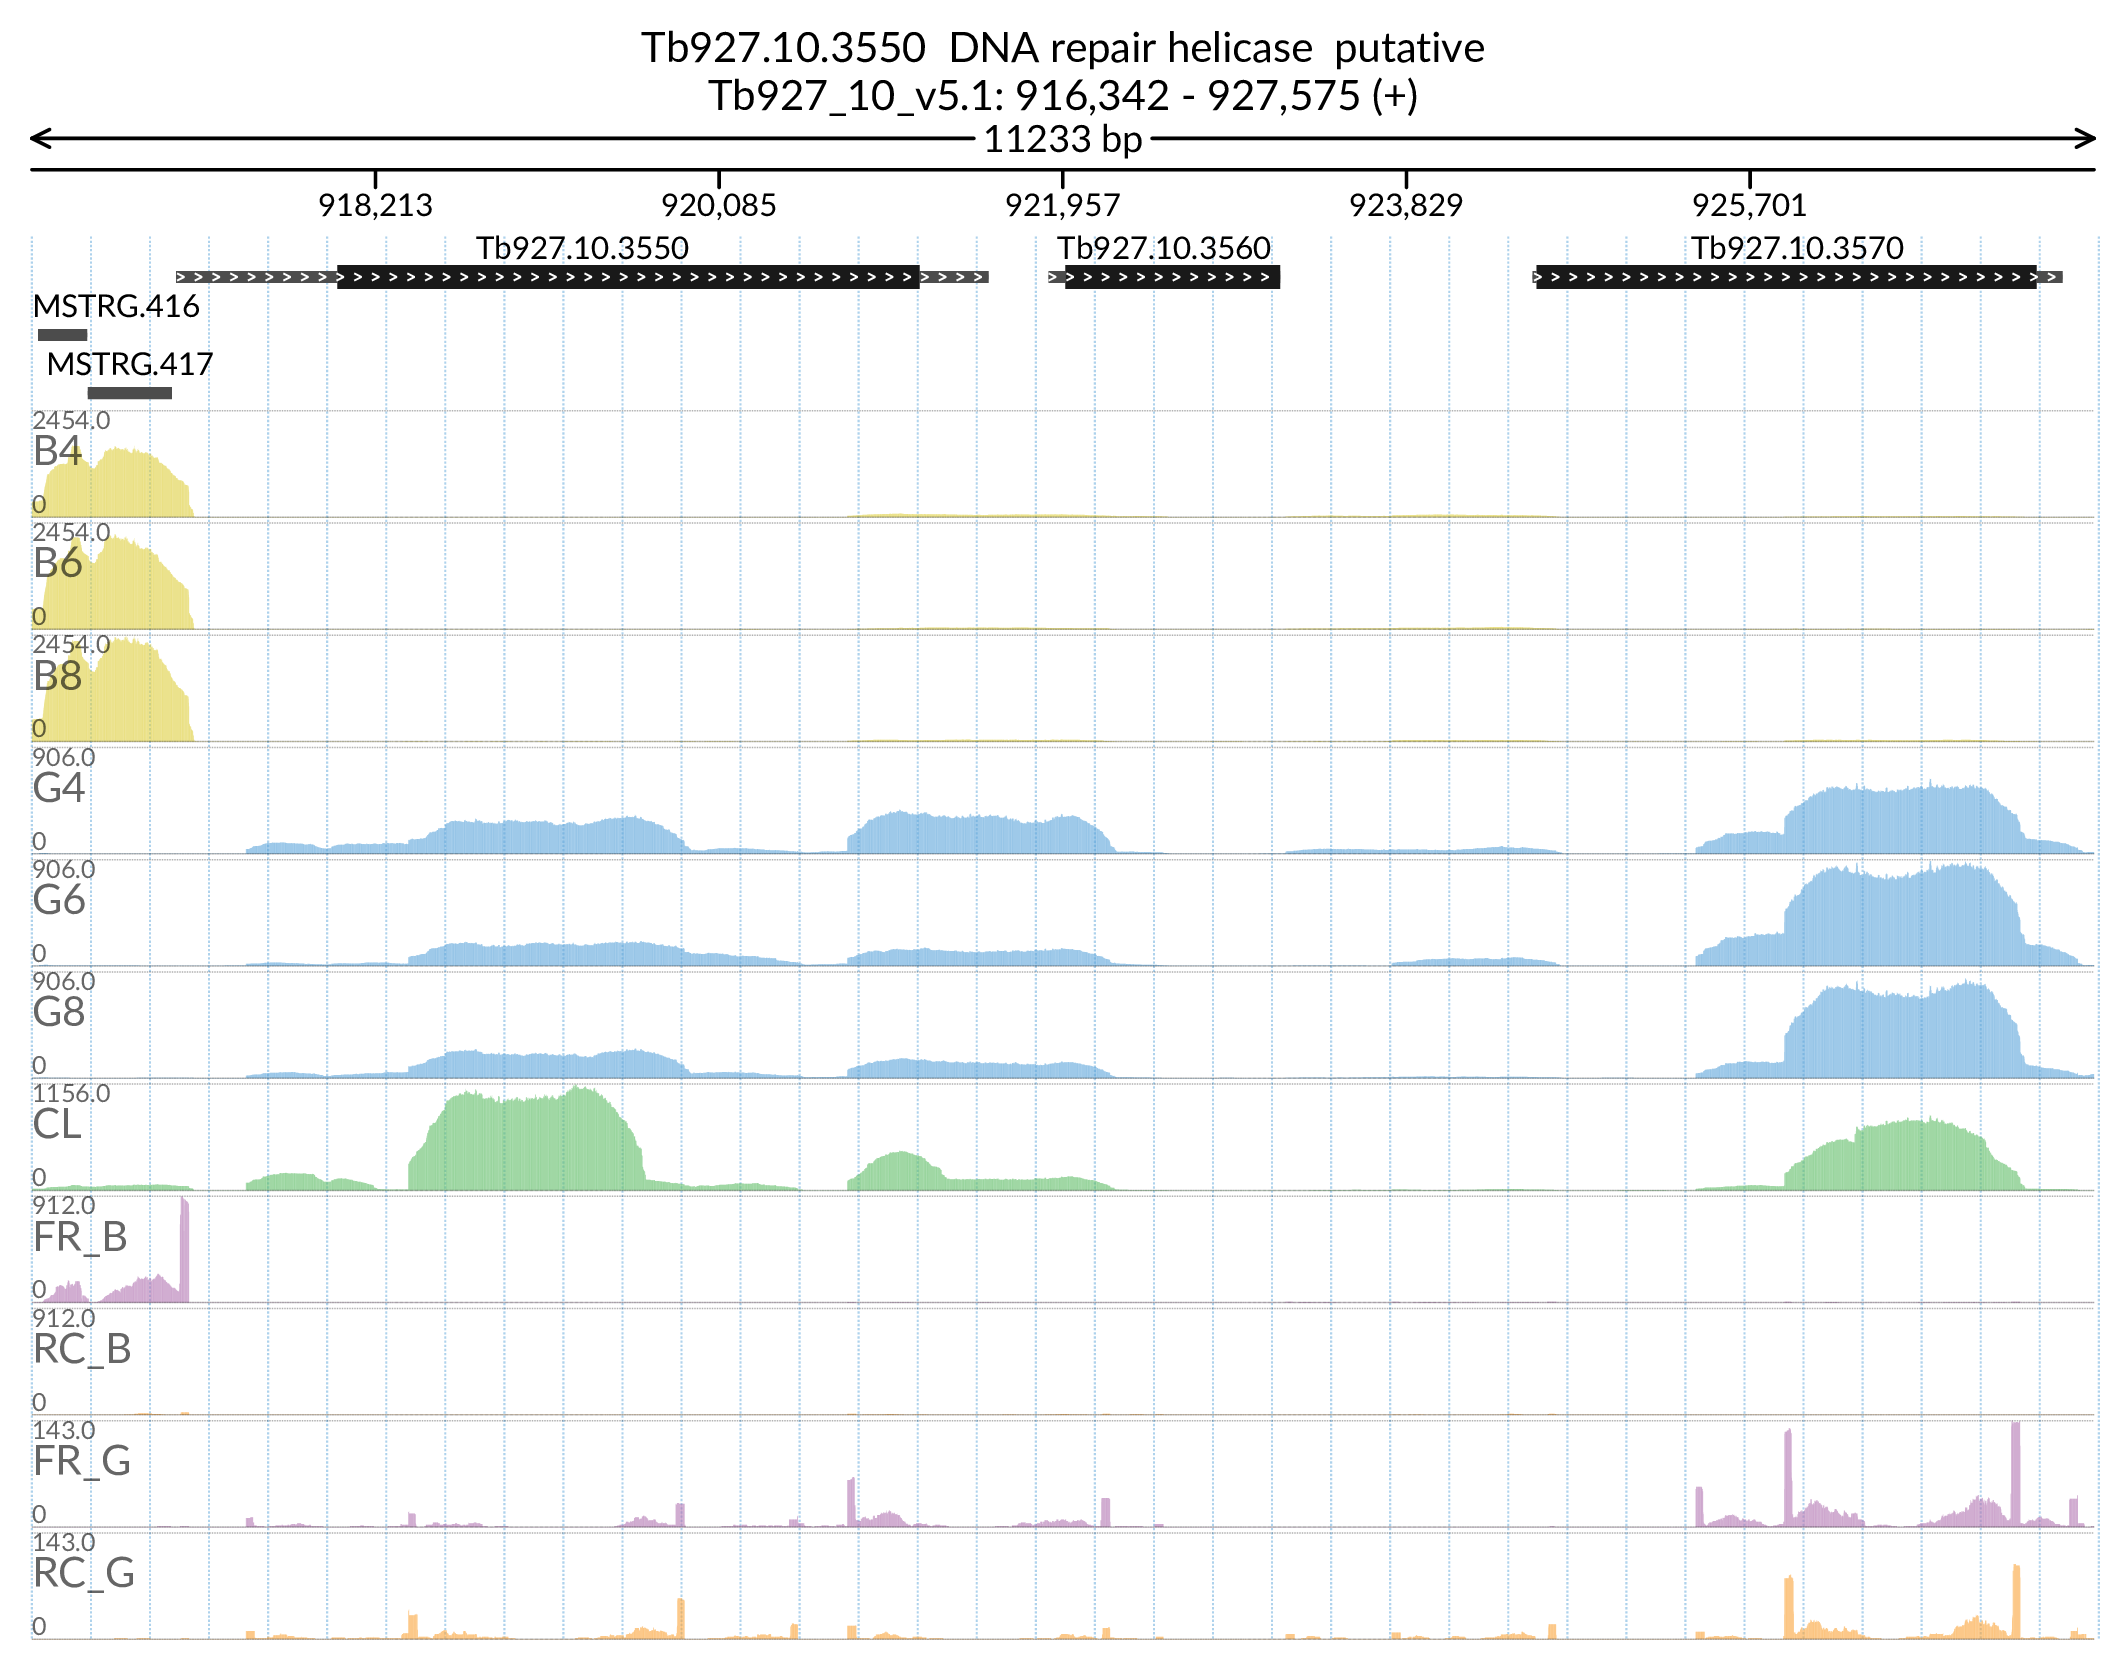 Tb927.10.3550 DNA repair helicase putative
Tb927_10_v5.1: 916,342 - 927,575 (+)
11233 bp
918,213 920,085 921,957 923,829 925,701
Tb927.10.3550 Tb927.10.3560 Tb927.10.3570
MSTRG.416
MSTRG.417
2454.0
B4
0
2454.0
B6
0
2454.0
B8
0
906.0
G4
0
906.0
G6
0
906.0
G8
0
1156.0
CL
0
912.0
FR_B
0
912.0
RC_B
0
143.0
FR_G
0
143.0
RC_G
0